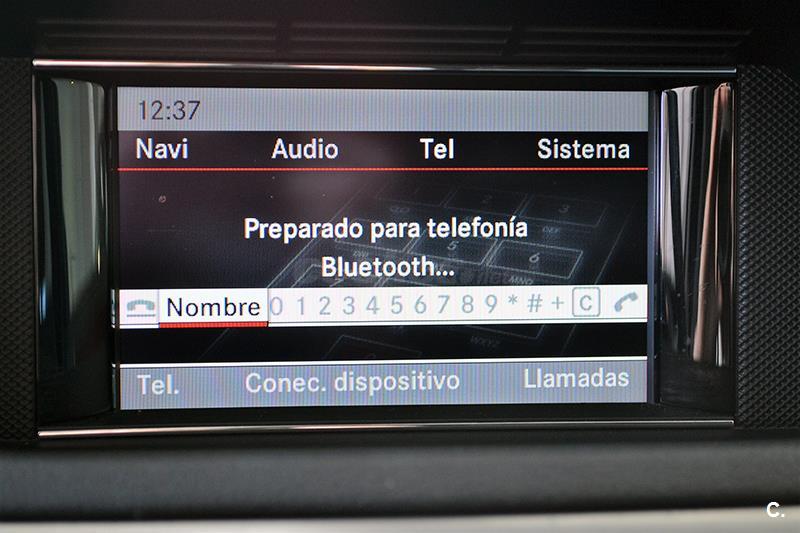 12:37
Navi Audio Tel Sistema
Preparado para telefonía
Bluetooth...
Nombre 0 1 2 3 4 5 6 7 8 9 * # + C
Tel. Conec. dispositivo Llamadas
C.